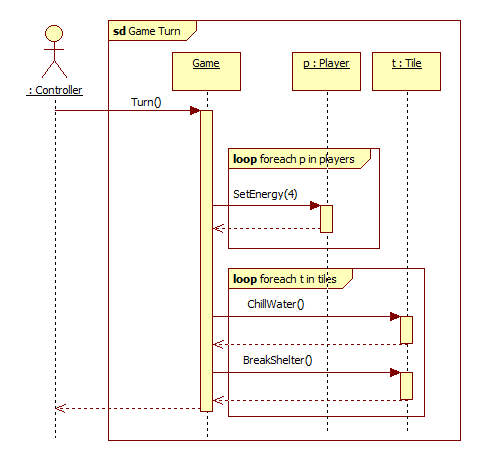 sd Game Turn
: Controller
Game
p : Player
t : Tile
Turn()
loop foreach p in players
SetEnergy(4)
loop foreach t in tiles
ChillWater()
BreakShelter()